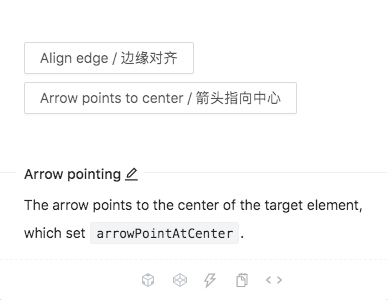 Align edge / 边缘对齐
Arrow points to center / 箭头指向中心
Arrow pointing
The arrow points to the center of the target element,
which set arrowPointAtCenter.